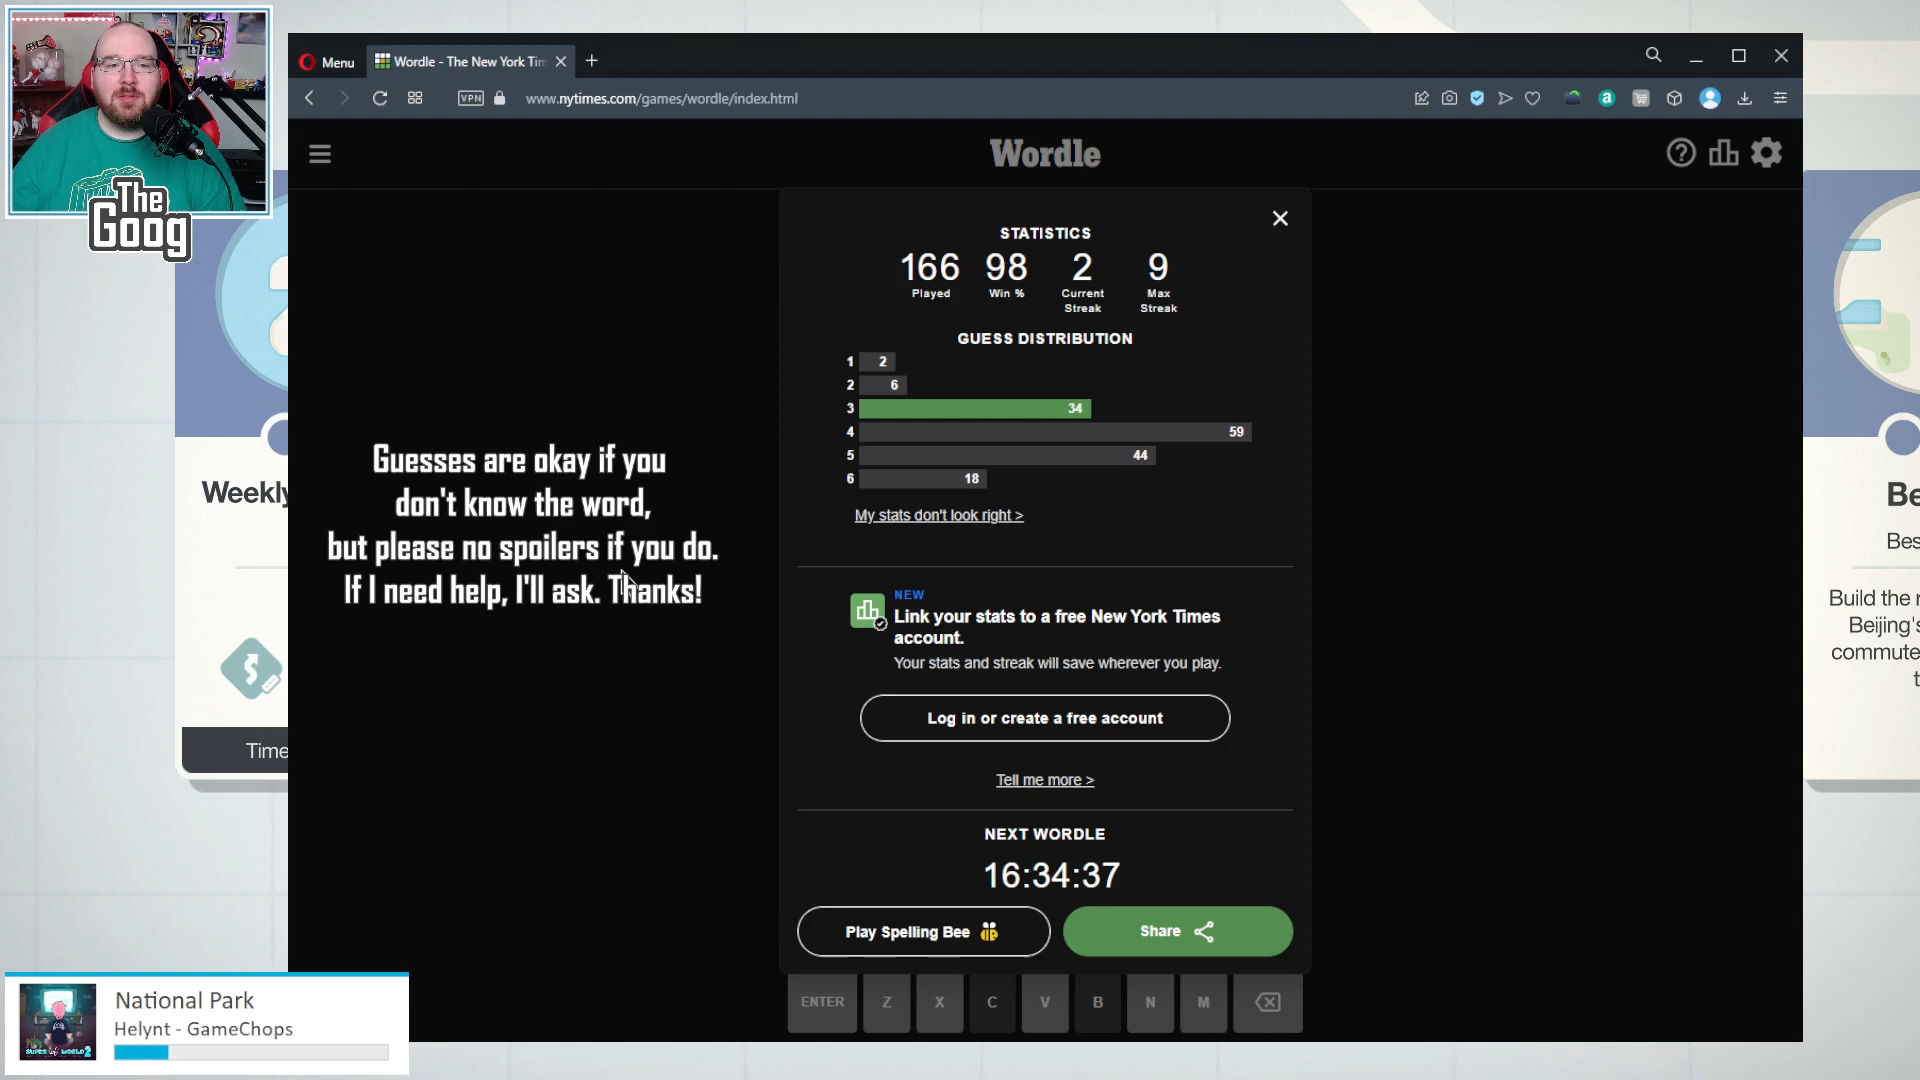 The
Goog
Menu
Wordle - The New York Tim
VPN
www.nytimes.com/games/wordle/index.html
a
Wordle
STATISTICS
166 98 2 9
Played Win % Current Streak Max Streak
GUESS DISTRIBUTION
1 2
2 6
3 34
4 59
5 44
6 18
My stats don't look right >
NEW
Link your stats to a free New York Times
account.
Your stats and streak will save wherever you play.
Log in or create a free account
Tell me more >
NEXT WORDLE
16:34:37
Play Spelling Bee
Share
ENTER Z X C V B N M
Guesses are okay if you
don't know the word,
but please no spoilers if you do.
If I need help, I'll ask. Thanks!
Weekly
Time
Be
Bes
Build the r
Beijing's
commute
t
National Park
Helynt - GameChops